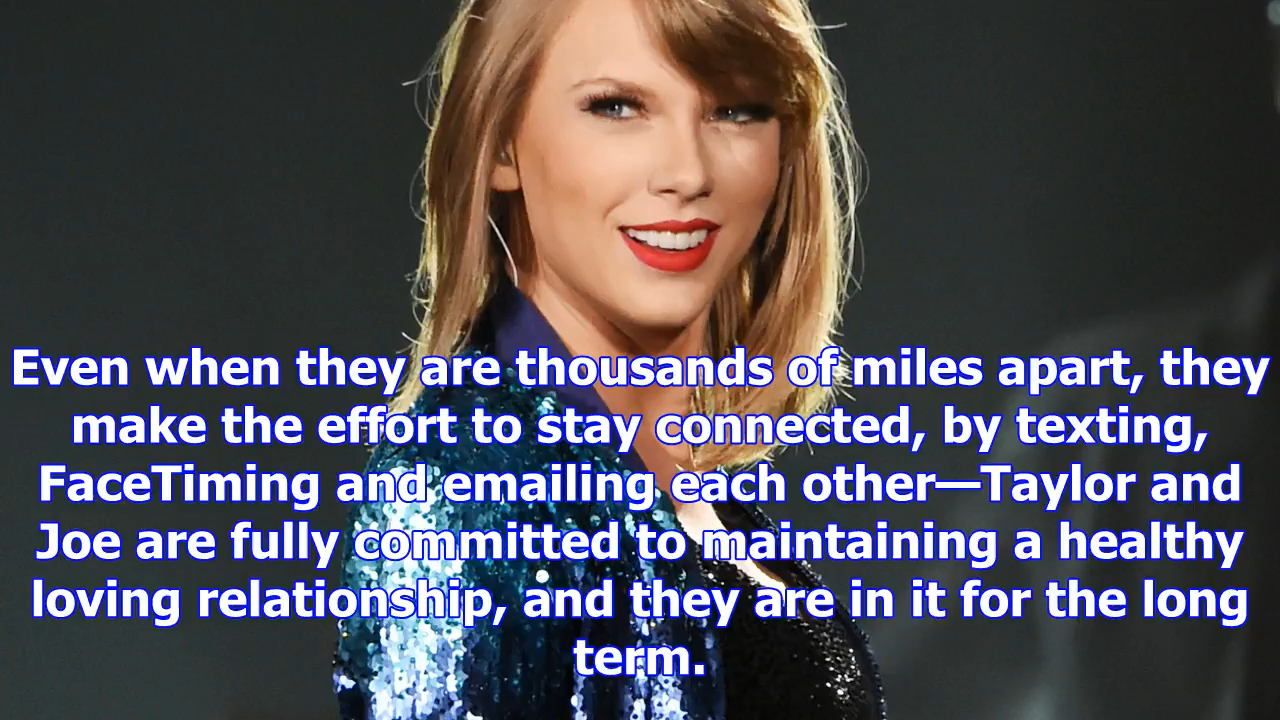 Even when they are thousands of miles apart, they
make the effort to stay connected, by texting,
FaceTiming and emailing each other—Taylor and
Joe are fully committed to maintaining a healthy
loving relationship, and they are in it for the long
term.